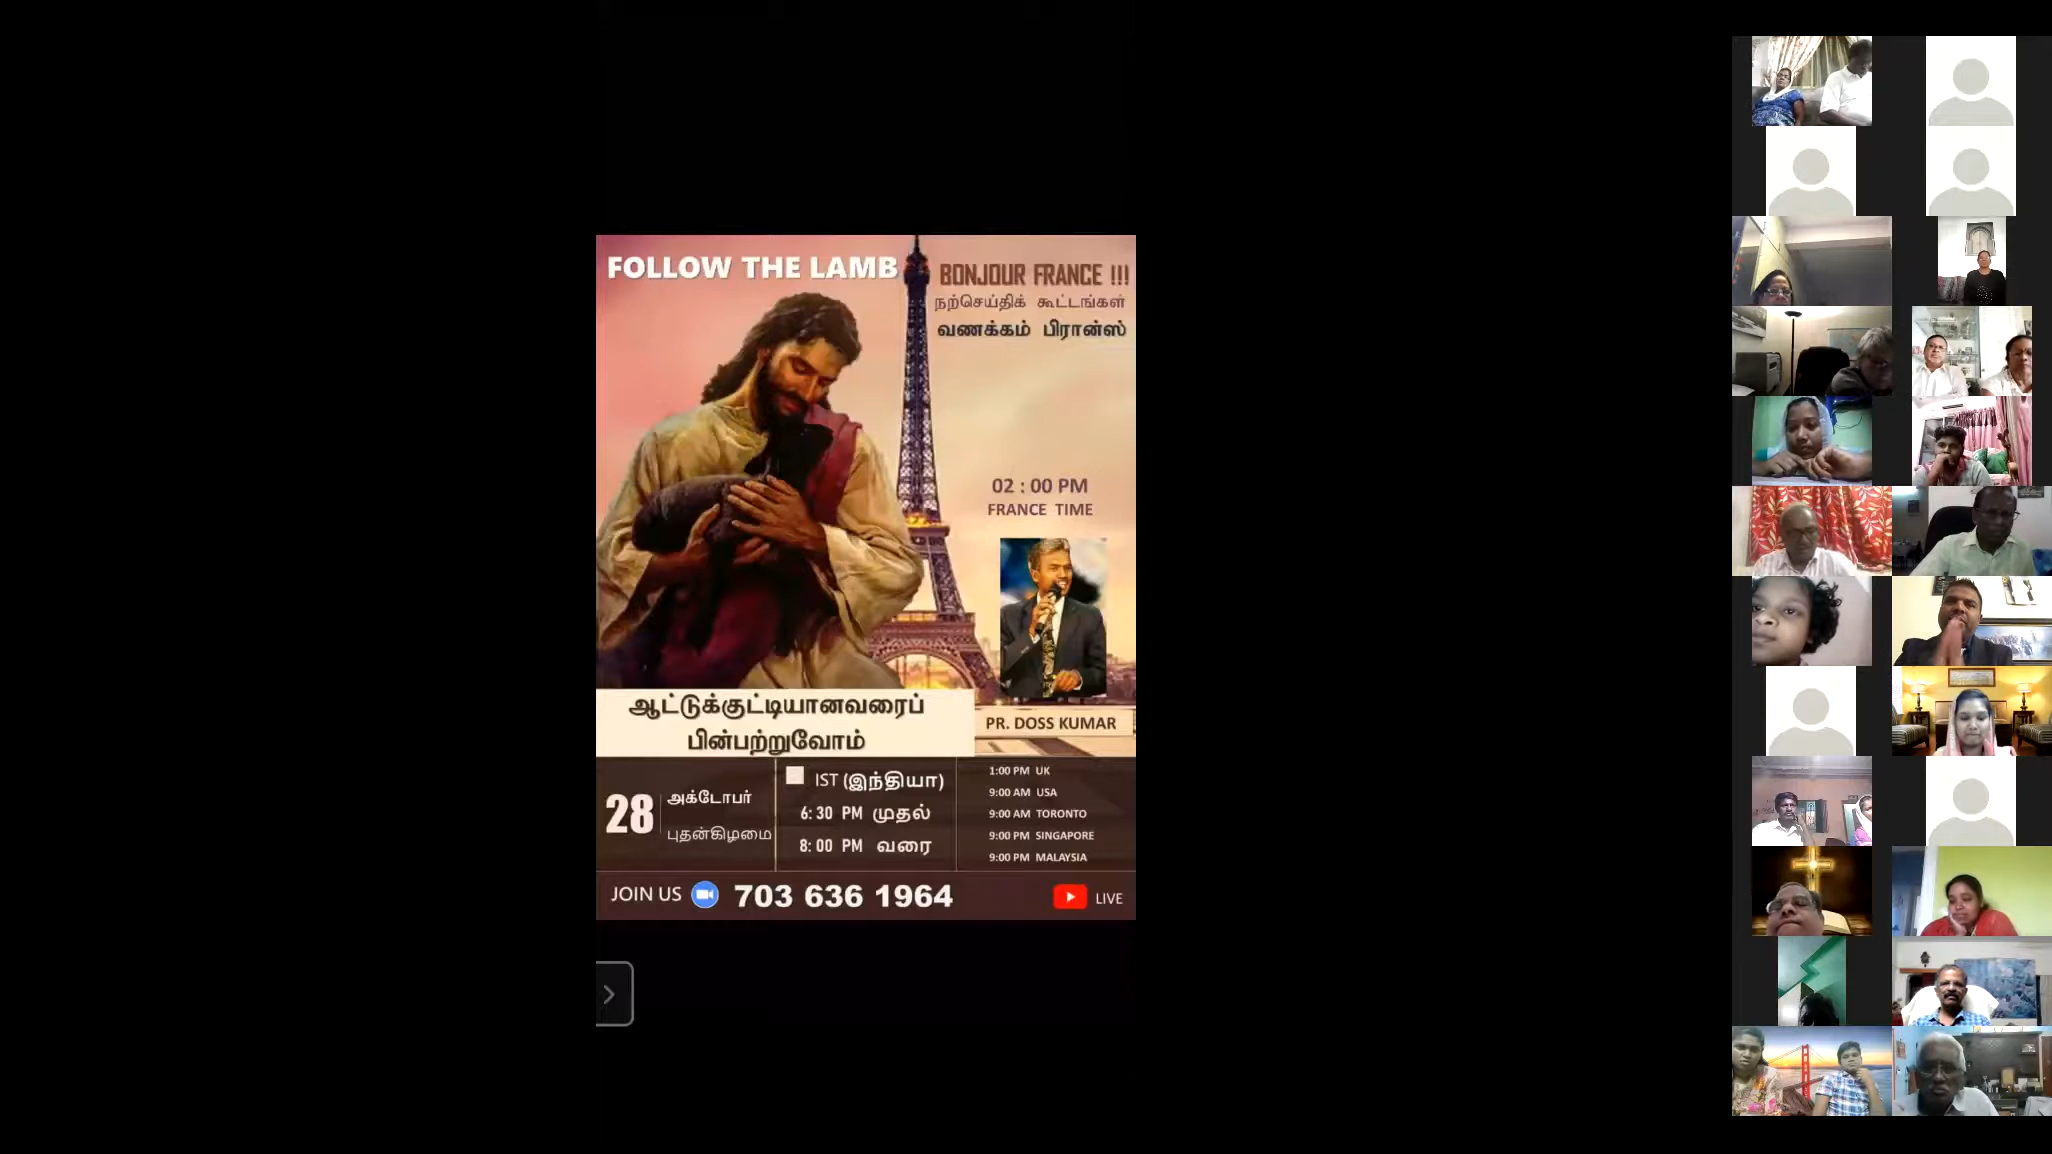 FOLLOW THE LAMB
BONJOUR FRANCE !!!
நற்செய்திக் கூட்டங்கள்
வணக்கம் பிரான்ஸ்
02 : 00 PM
FRANCE TIME
ஆட்டுக்குட்டியானவரைப்
பின்பற்றுவோம்
PR. DOSS KUMAR
28
அக்டோபர்
புதன்கிழமை
IST (இந்தியா)
6: 30 PM முதல்
8: 00 PM வரை
1:00 PM UK
9:00 AM USA
9:00 AM TORONTO
9:00 PM SINGAPORE
9:00 PM MALAYSIA
JOIN US 703 636 1964
LIVE